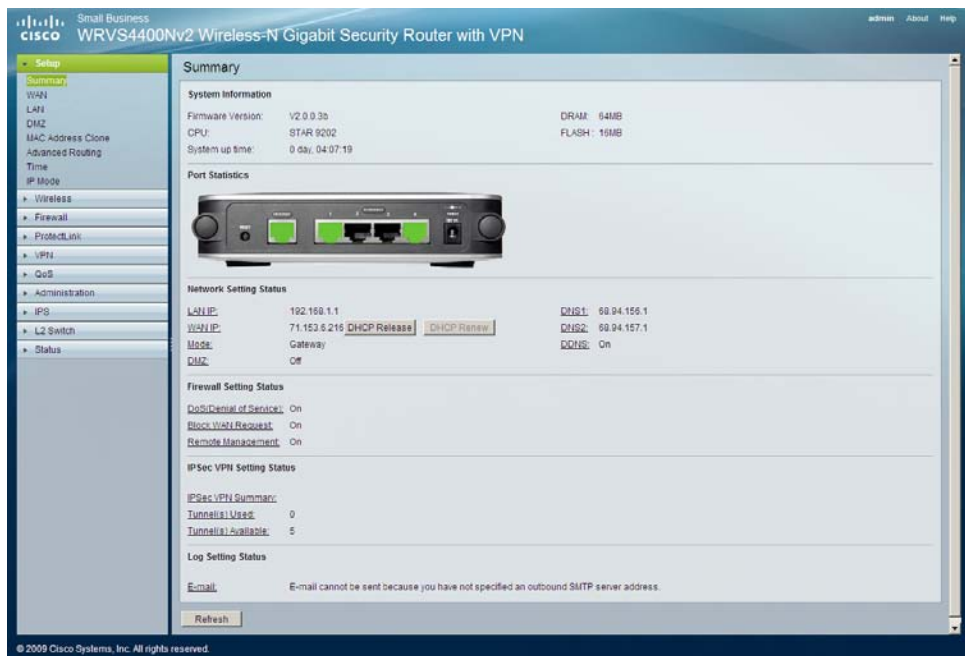 Small Business
CISCO WRVS4400Nv2 Wireless-N Gigabit Security Router with VPN
admin About Help
Setup
Summary
WAN
LAN
DMZ
MAC Address Clone
Advanced Routing
Time
IP Mode
Wireless
Firewall
ProtectLink
VPN
QoS
Administration
IPS
L2 Switch
Status
Summary
System Information
Firmware Version: DRAM: 64MB
CPU: STAR 9202 FLASH: 16MB
System up time: 0 day, 04:07:19
Port Statistics
1 2 3 4
Network Setting Status
LAN IP: 192.168.1.1 DNS1: 68.94.156.1
WAN IP: 71.153.6.216 DHCP Release DHCP Renew DNS2: 68.94.157.1
Mode: Gateway DDNS: On
DMZ: Off
Firewall Setting Status
DoS(Denial of Service): On
Block WAN Request: On
Remote Management: On
IPSec VPN Setting Status
IPSec VPN Summary:
Tunnel(s) Used: 0
Tunnel(s) Available: 5
Log Setting Status
E-mail: E-mail cannot be sent because you have not specified an outbound SMTP server address.
Refresh
© 2009 Cisco Systems, Inc. All rights reserved.